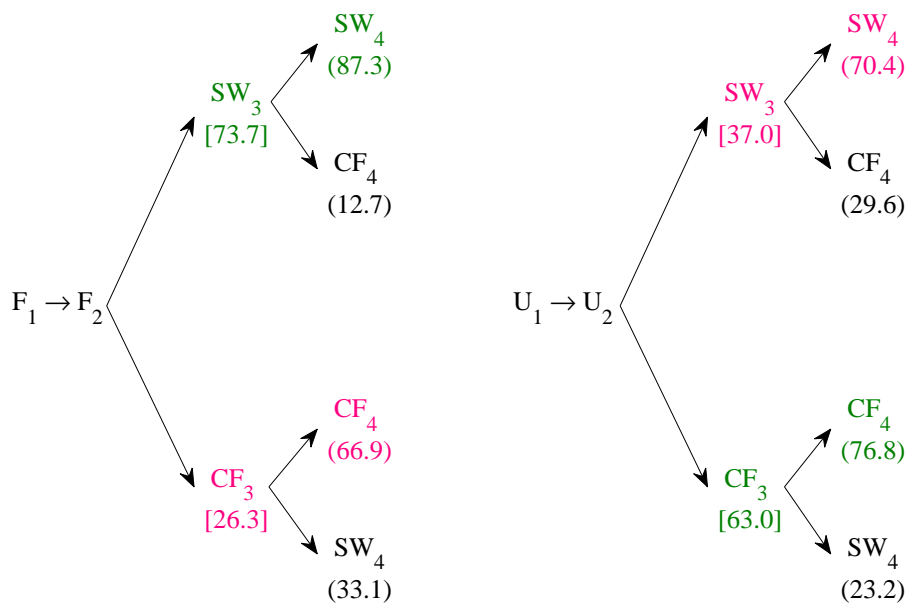 SW₄
(87.3)
SW₃
[73.7]
CF₄
(12.7)
F₁ → F₂
CF₄
(66.9)
CF₃
[26.3]
SW₄
(33.1)
SW₄
(70.4)
SW₃
[37.0]
CF₄
(29.6)
U₁ → U₂
CF₄
(76.8)
CF₃
[63.0]
SW₄
(23.2)